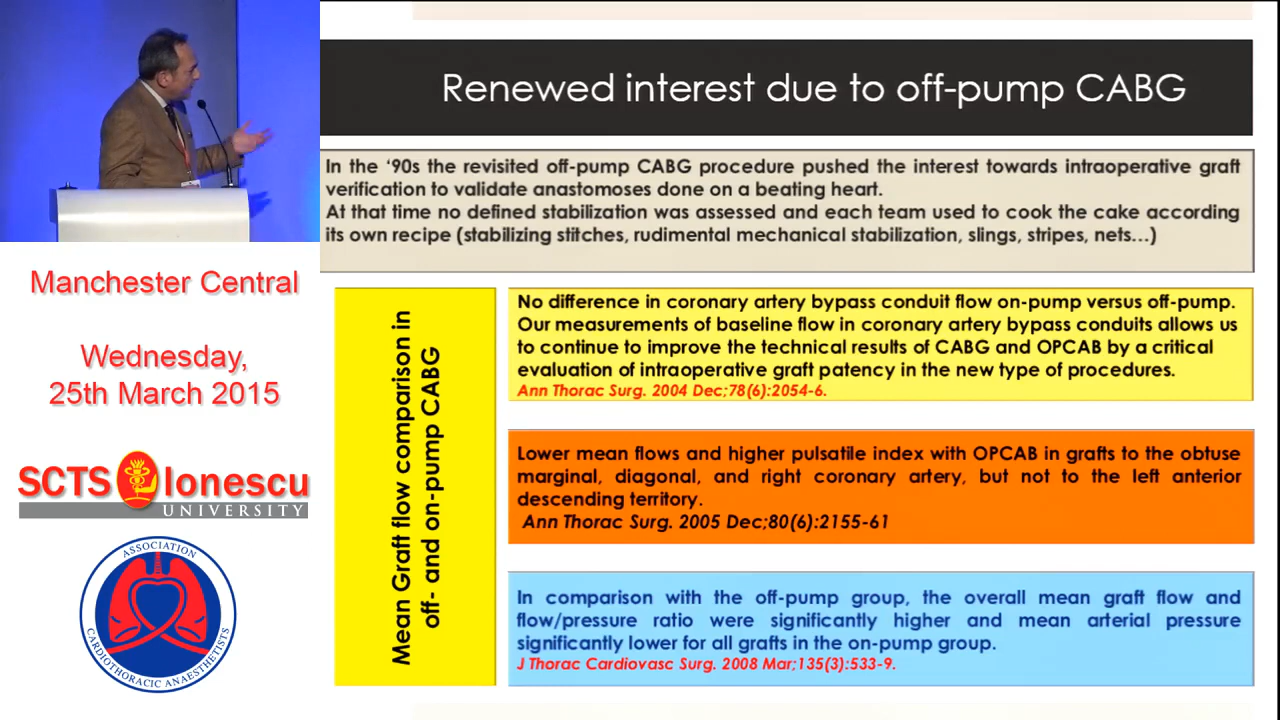 Renewed interest due to off-pump CABG
In the ‘90s the revisited off-pump CABG procedure pushed the interest towards intraoperative graft
verification to validate anastomoses done on a beating heart.
At that time no defined stabilization was assessed and each team used to cook the cake according
its own recipe (stabilizing stitches, rudimental mechanical stabilization, slings, stripes, nets…)
Mean Graft flow comparison in
off- and on-pump CABG
No difference in coronary artery bypass conduit flow on-pump versus off-pump.
Our measurements of baseline flow in coronary artery bypass conduits allows us
to continue to improve the technical results of CABG and OPCAB by a critical
evaluation of intraoperative graft patency in the new type of procedures.
Ann Thorac Surg. 2004 Dec;78(6):2054-6.
Lower mean flows and higher pulsatile index with OPCAB in grafts to the obtuse
marginal, diagonal, and right coronary artery, but not to the left anterior
descending territory.
Ann Thorac Surg. 2005 Dec;80(6):2155-61
In comparison with the off-pump group, the overall mean graft flow and
flow/pressure ratio were significantly higher and mean arterial pressure
significantly lower for all grafts in the on-pump group.
J Thorac Cardiovasc Surg. 2008 Mar;135(3):533-9.
Manchester Central
Wednesday,
25th March 2015
SCTS Ionescu
UNIVERSITY
ASSOCIATION
CARDIOTHORACIC ANAESTHETISTS